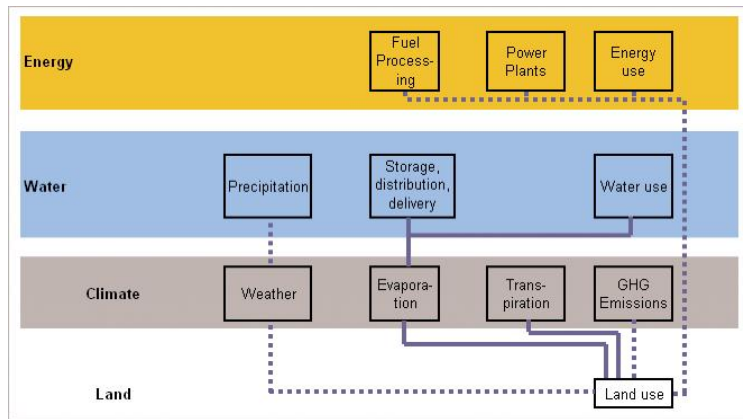 Energy
Fuel
Process-
ing
Power
Plants
Energy
use
Water
Precipitation
Storage,
distribution,
delivery
Water use
Climate
Weather
Evapora-
tion
Trans-
piration
GHG
Emissions
Land
Land use